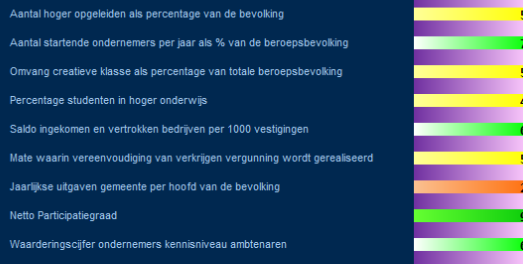 Aantal hoger opgeleiden als percentage van de bevolking
Aantal startende ondernemers per jaar als % van de beroepsbevolking
Omvang creatieve klasse als percentage van totale beroepsbevolking
Percentage studenten in hoger onderwijs
Saldo ingekomen en vertrokken bedrijven per 1000 vestigingen
Mate waarin vereenvoudiging van verkrijgen vergunning wordt gerealiseerd
Jaarlijkse uitgaven gemeente per hoofd van de bevolking
Netto Participatiegraad
Waarderingscijfer ondernemers kennisniveau ambtenaren